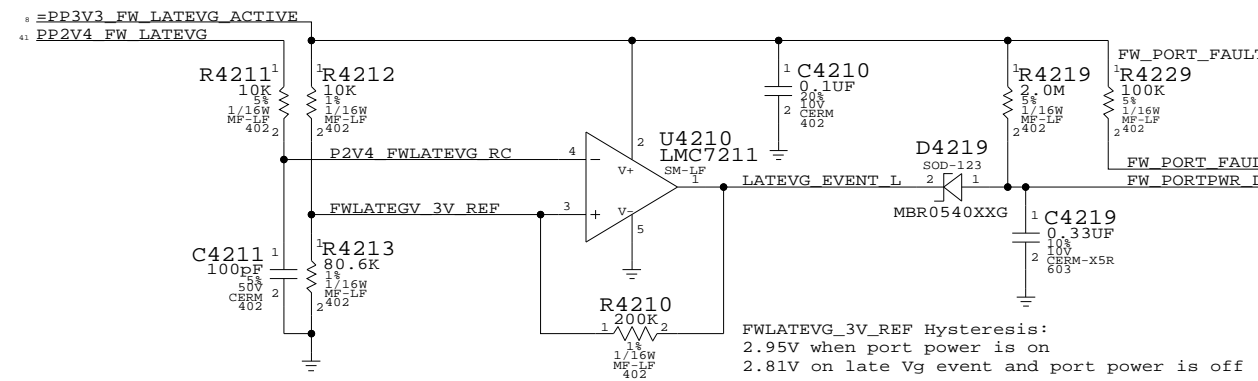 8 =PP3V3_FW_LATEVG_ACTIVE
41 PP2V4_FW_LATEVG
R4211
10K
5%
1/16W
MF-LF
402
1
2
R4212
10K
1%
1/16W
MF-LF
402
1
2
C4210
0.1UF
20%
10V
CERM
402
1
2
R4219
2.0M
5%
1/16W
MF-LF
402
1
2
FW_PORT_FAULT
R4229
100K
5%
1/16W
MF-LF
402
1
2
P2V4_FWLATEVG_RC
4
U4210
LMC7211
SM-LF
2
V+
1
V-
5
3
FWLATEGV_3V_REF
LATEVG_EVENT_L
D4219
SOD-123
2
1
MBR0540XXG
FW_PORT_FAUL
FW_PORTPWR_D
C4211
100pF
5%
50V
CERM
402
1
2
R4213
80.6K
1%
1/16W
MF-LF
402
1
2
C4219
0.33UF
10%
10V
CERM-X5R
603
1
2
R4210
200K
1
2
1%
1/16W
MF-LF
402
FWLATEVG_3V_REF Hysteresis:
2.95V when port power is on
2.81V on late Vg event and port power is off